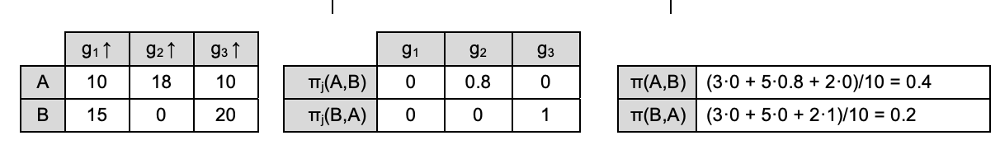 g₁↑ g₂↑ g₃↑
A 10 18 10
B 15 0 20
g₁ g₂ g₃
πⱼ(A,B) 0 0.8 0
πⱼ(B,A) 0 0 1
π(A,B) (3·0 + 5·0.8 + 2·0)/10 = 0.4
π(B,A) (3·0 + 5·0 + 2·1)/10 = 0.2